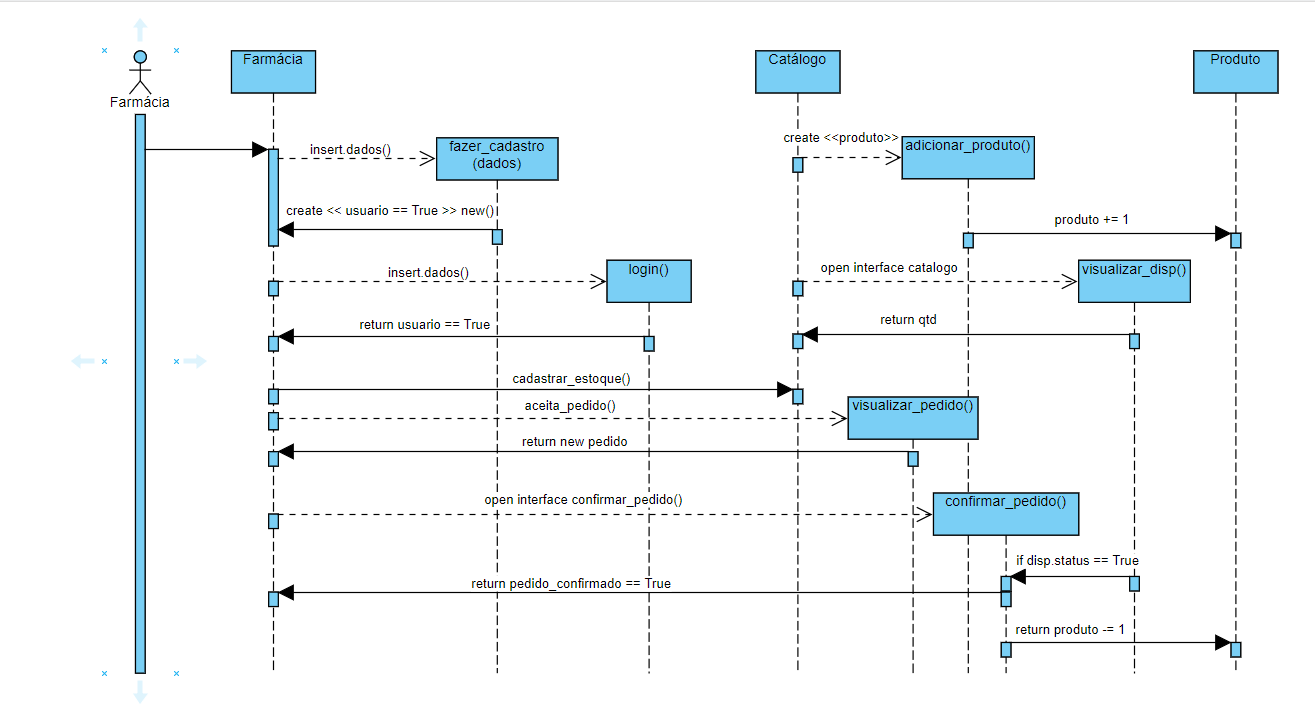 Farmácia
Farmácia
Catálogo
Produto
insert.dados()
fazer_cadastro
(dados)
create <<produto>>
adicionar_produto()
create << usuario == True >> new()
produto += 1
insert.dados()
login()
open interface catalogo
visualizar_disp()
return usuario == True
return qtd
cadastrar_estoque()
aceita_pedido()
visualizar_pedido()
return new pedido
open interface confirmar_pedido()
confirmar_pedido()
if disp.status == True
return pedido_confirmado == True
return produto -= 1